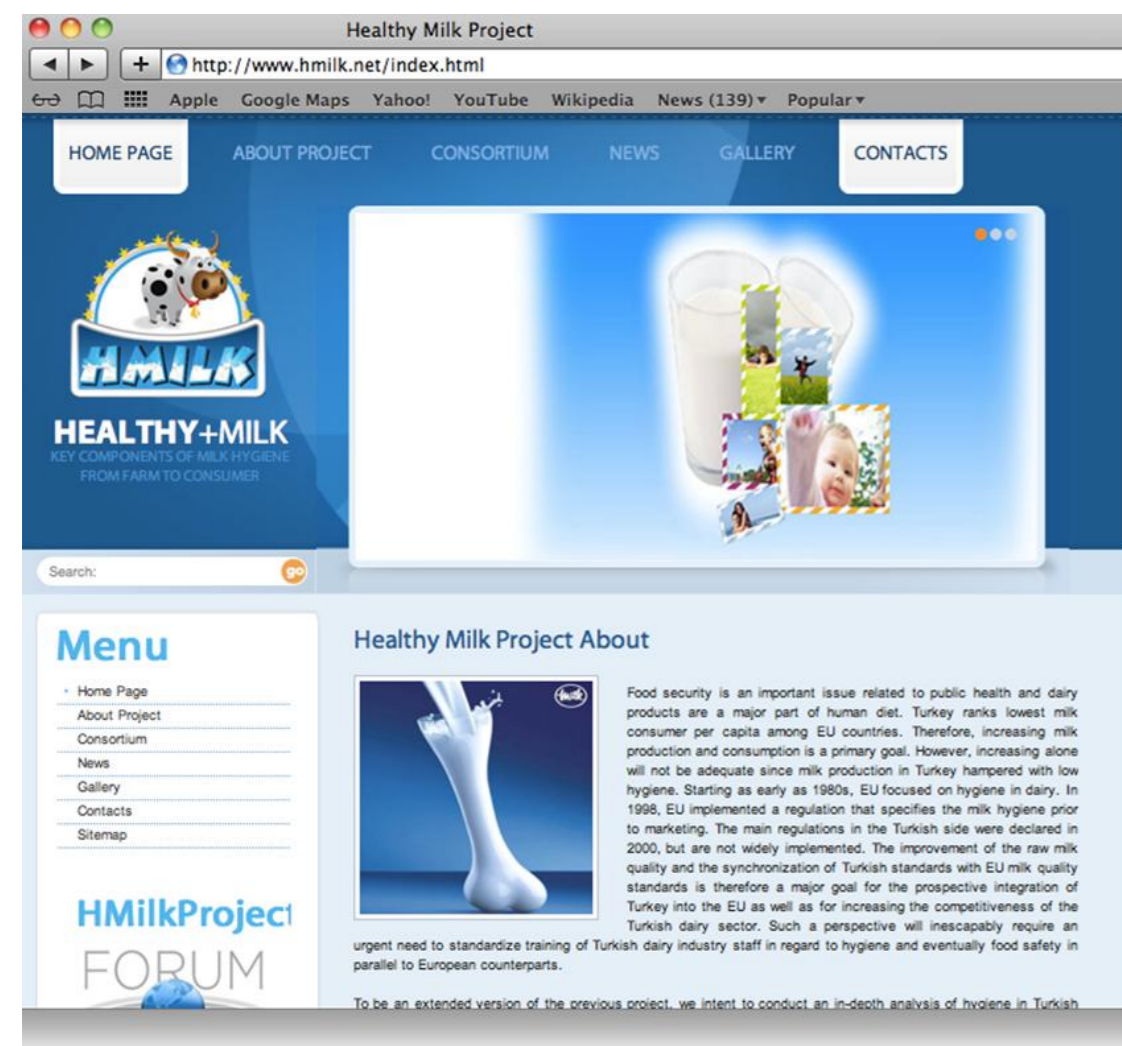 Healthy Milk Project
http://www.hmilk.net/index.html
Apple Google Maps Yahoo! YouTube Wikipedia News (139) Popular
HOME PAGE ABOUT PROJECT CONSORTIUM NEWS GALLERY CONTACTS
HMILK
HEALTHY+MILK
KEY COMPONENTS OF MILK HYGIENE
FROM FARM TO CONSUMER
Search:
go
Menu
Home Page
About Project
Consortium
News
Gallery
Contacts
Sitemap
HMilkProject
FORUM
Healthy Milk Project About
hmilk
Food security is an important issue related to public health and dairy
products are a major part of human diet. Turkey ranks lowest milk
consumer per capita among EU countries. Therefore, increasing milk
production and consumption is a primary goal. However, increasing alone
will not be adequate since milk production in Turkey hampered with low
hygiene. Starting as early as 1980s, EU focused on hygiene in dairy. In
1998, EU implemented a regulation that specifies the milk hygiene prior
to marketing. The main regulations in the Turkish side were declared in
2000, but are not widely implemented. The improvement of the raw milk
quality and the synchronization of Turkish standards with EU milk quality
standards is therefore a major goal for the prospective integration of
Turkey into the EU as well as for increasing the competitiveness of the
Turkish dairy sector. Such a perspective will inescapably require an
urgent need to standardize training of Turkish dairy industry staff in regard to hygiene and eventually food safety in
parallel to European counterparts.
To be an extended version of the previous project, we intent to conduct an in-depth analysis of hygiene in Turkish